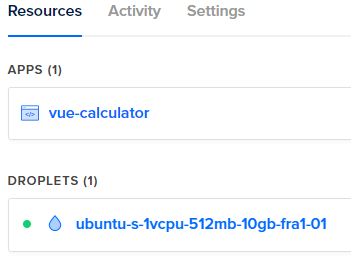 Resources Activity Settings
APPS (1)
</> vue-calculator
DROPLETS (1)
ubuntu-s-1vcpu-512mb-10gb-fra1-01